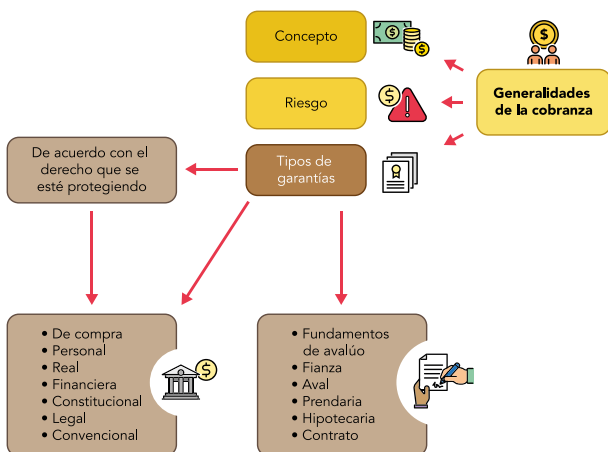 Concepto
Generalidades
de la cobranza
Riesgo
De acuerdo con el
derecho que se
esté protegiendo
Tipos de
garantías
• De compra
• Personal
• Real
• Financiera
• Constitucional
• Legal
• Convencional
• Fundamentos
de avalúo
• Fianza
• Aval
• Prendaria
• Hipotecaria
• Contrato